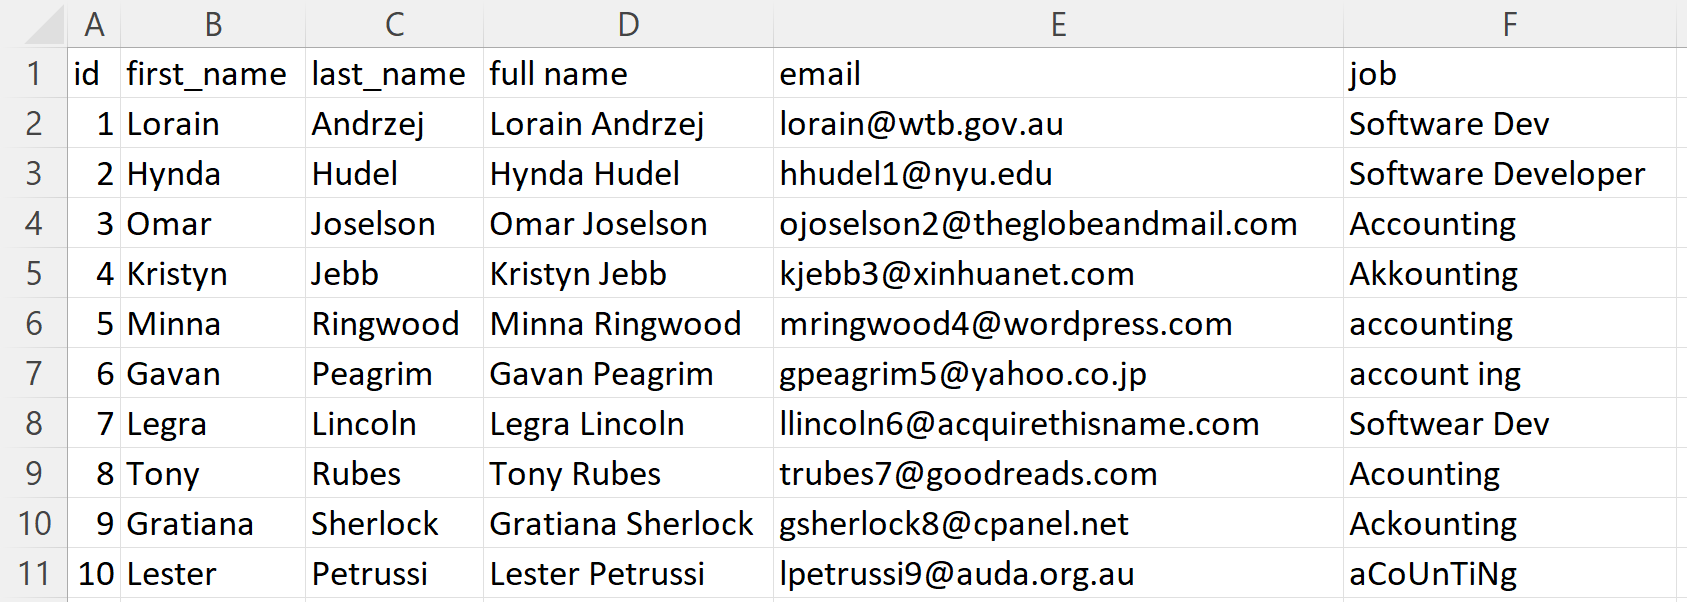 A B C D E F
1 id first_name last_name full name email job
2 1 Lorain Andrzej Lorain Andrzej lorain@wtb.gov.au Software Dev
3 2 Hynda Hudel Hynda Hudel hhudel1@nyu.edu Software Developer
4 3 Omar Joselson Omar Joselson ojoselson2@theglobeandmail.com Accounting
5 4 Kristyn Jebb Kristyn Jebb kjebb3@xinhuanet.com Akkounting
6 5 Minna Ringwood Minna Ringwood mringwood4@wordpress.com accounting
7 6 Gavan Peagrim Gavan Peagrim gpeagrim5@yahoo.co.jp account ing
8 7 Legra Lincoln Legra Lincoln llincoln6@acquirethisname.com Softwear Dev
9 8 Tony Rubes Tony Rubes trubes7@goodreads.com Acounting
10 9 Gratiana Sherlock Gratiana Sherlock gsherlock8@cpanel.net Ackounting
11 10 Lester Petrussi Lester Petrussi lpetrussi9@auda.org.au aCoUnTiNg